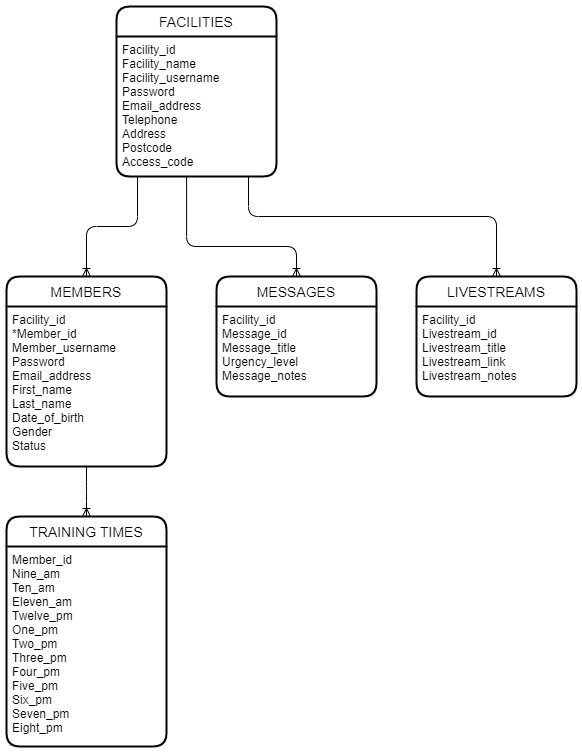 FACILITIES
Facility_id
Facility_name
Facility_username
Password
Email_address
Telephone
Address
Postcode
Access_code
MEMBERS
Facility_id
*Member_id
Member_username
Password
Email_address
First_name
Last_name
Date_of_birth
Gender
Status
MESSAGES
Facility_id
Message_id
Message_title
Urgency_level
Message_notes
LIVESTREAMS
Facility_id
Livestream_id
Livestream_title
Livestream_link
Livestream_notes
TRAINING TIMES
Member_id
Nine_am
Ten_am
Eleven_am
Twelve_pm
One_pm
Two_pm
Three_pm
Four_pm
Five_pm
Six_pm
Seven_pm
Eight_pm